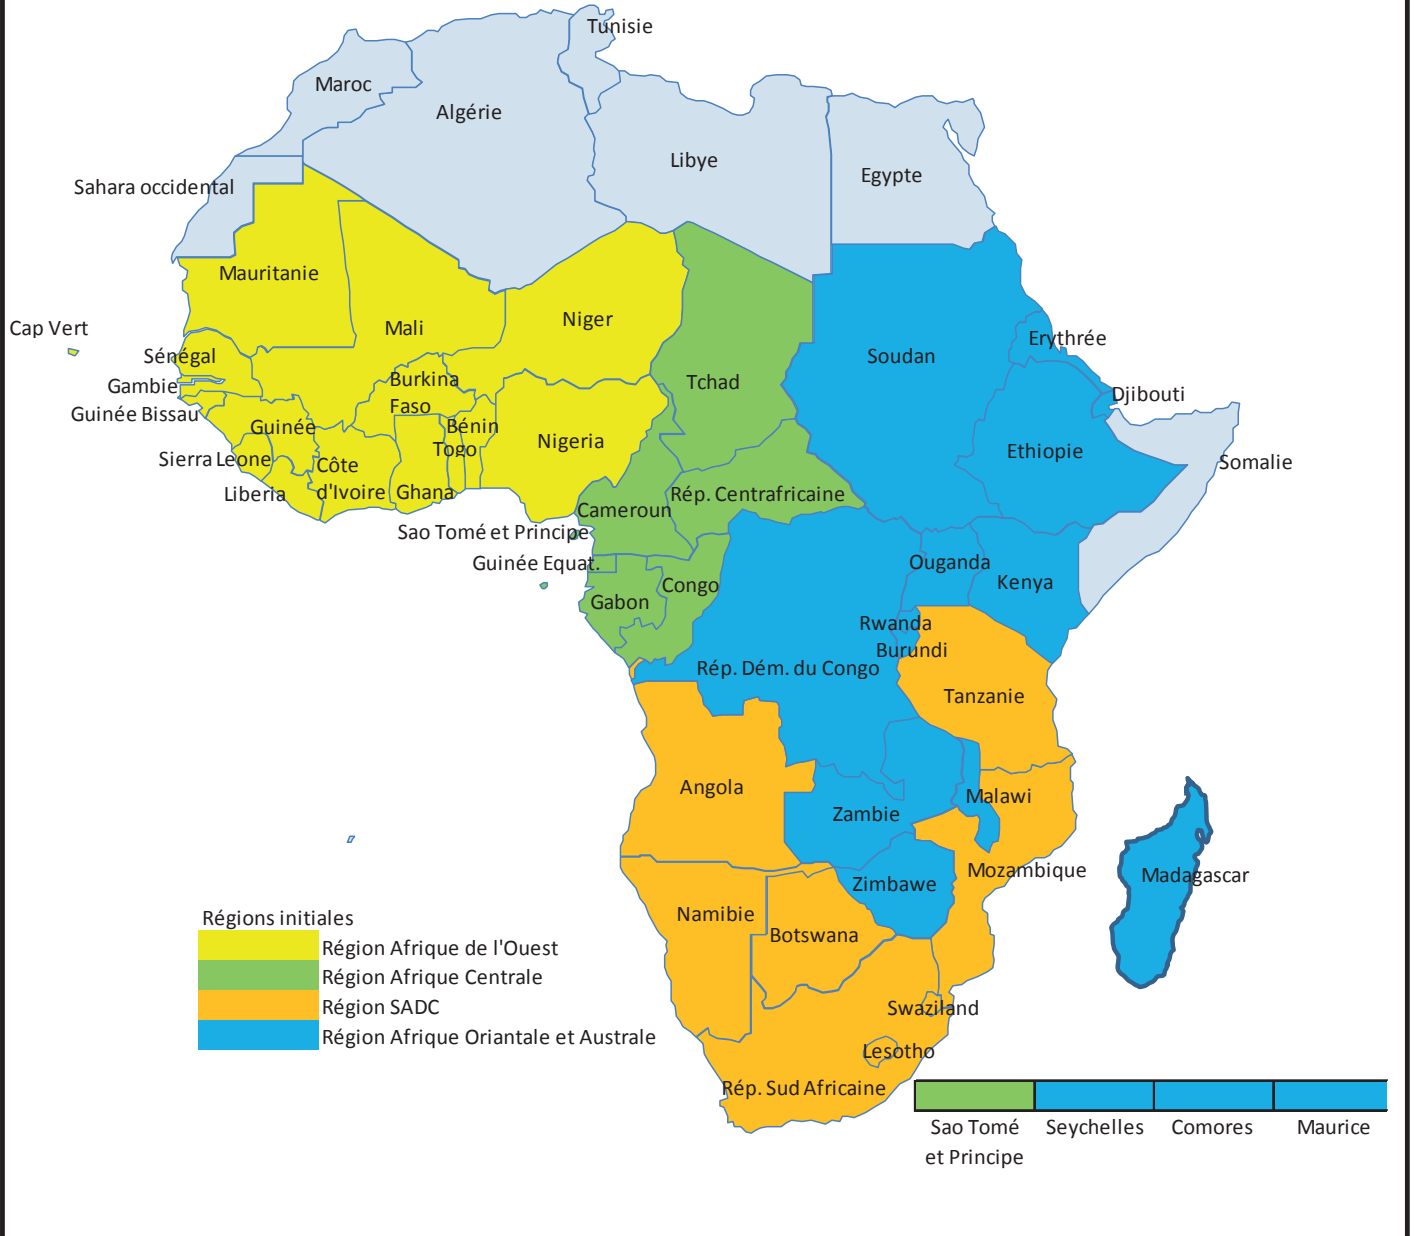 Tunisie
Maroc
Algérie
Libye
Egypte
Sahara occidental
Mauritanie
Cap Vert
Mali
Niger
Erythrée
Sénégal
Soudan
Gambie
Burkina
Faso
Tchad
Djibouti
Guinée Bissau
Guinée
Bénin
Togo
Nigeria
Ethiopie
Sierra Leone
Côte
d'Ivoire
Somalie
Liberia
Ghana
Rép. Centrafricaine
Cameroun
Sao Tomé et Principe
Guinée Equat.
Ouganda
Congo
Kenya
Gabon
Rwanda
Burundi
Rép. Dém. du Congo
Tanzanie
Angola
Malawi
Zambie
Mozambique
Madagascar
Zimbawe
Namibie
Botswana
Régions initiales
Région Afrique de l'Ouest
Région Afrique Centrale
Région SADC
Région Afrique Oriantale et Australe
Swaziland
Lesotho
Rép. Sud Africaine
Sao Tomé
et Principe
Seychelles
Comores
Maurice